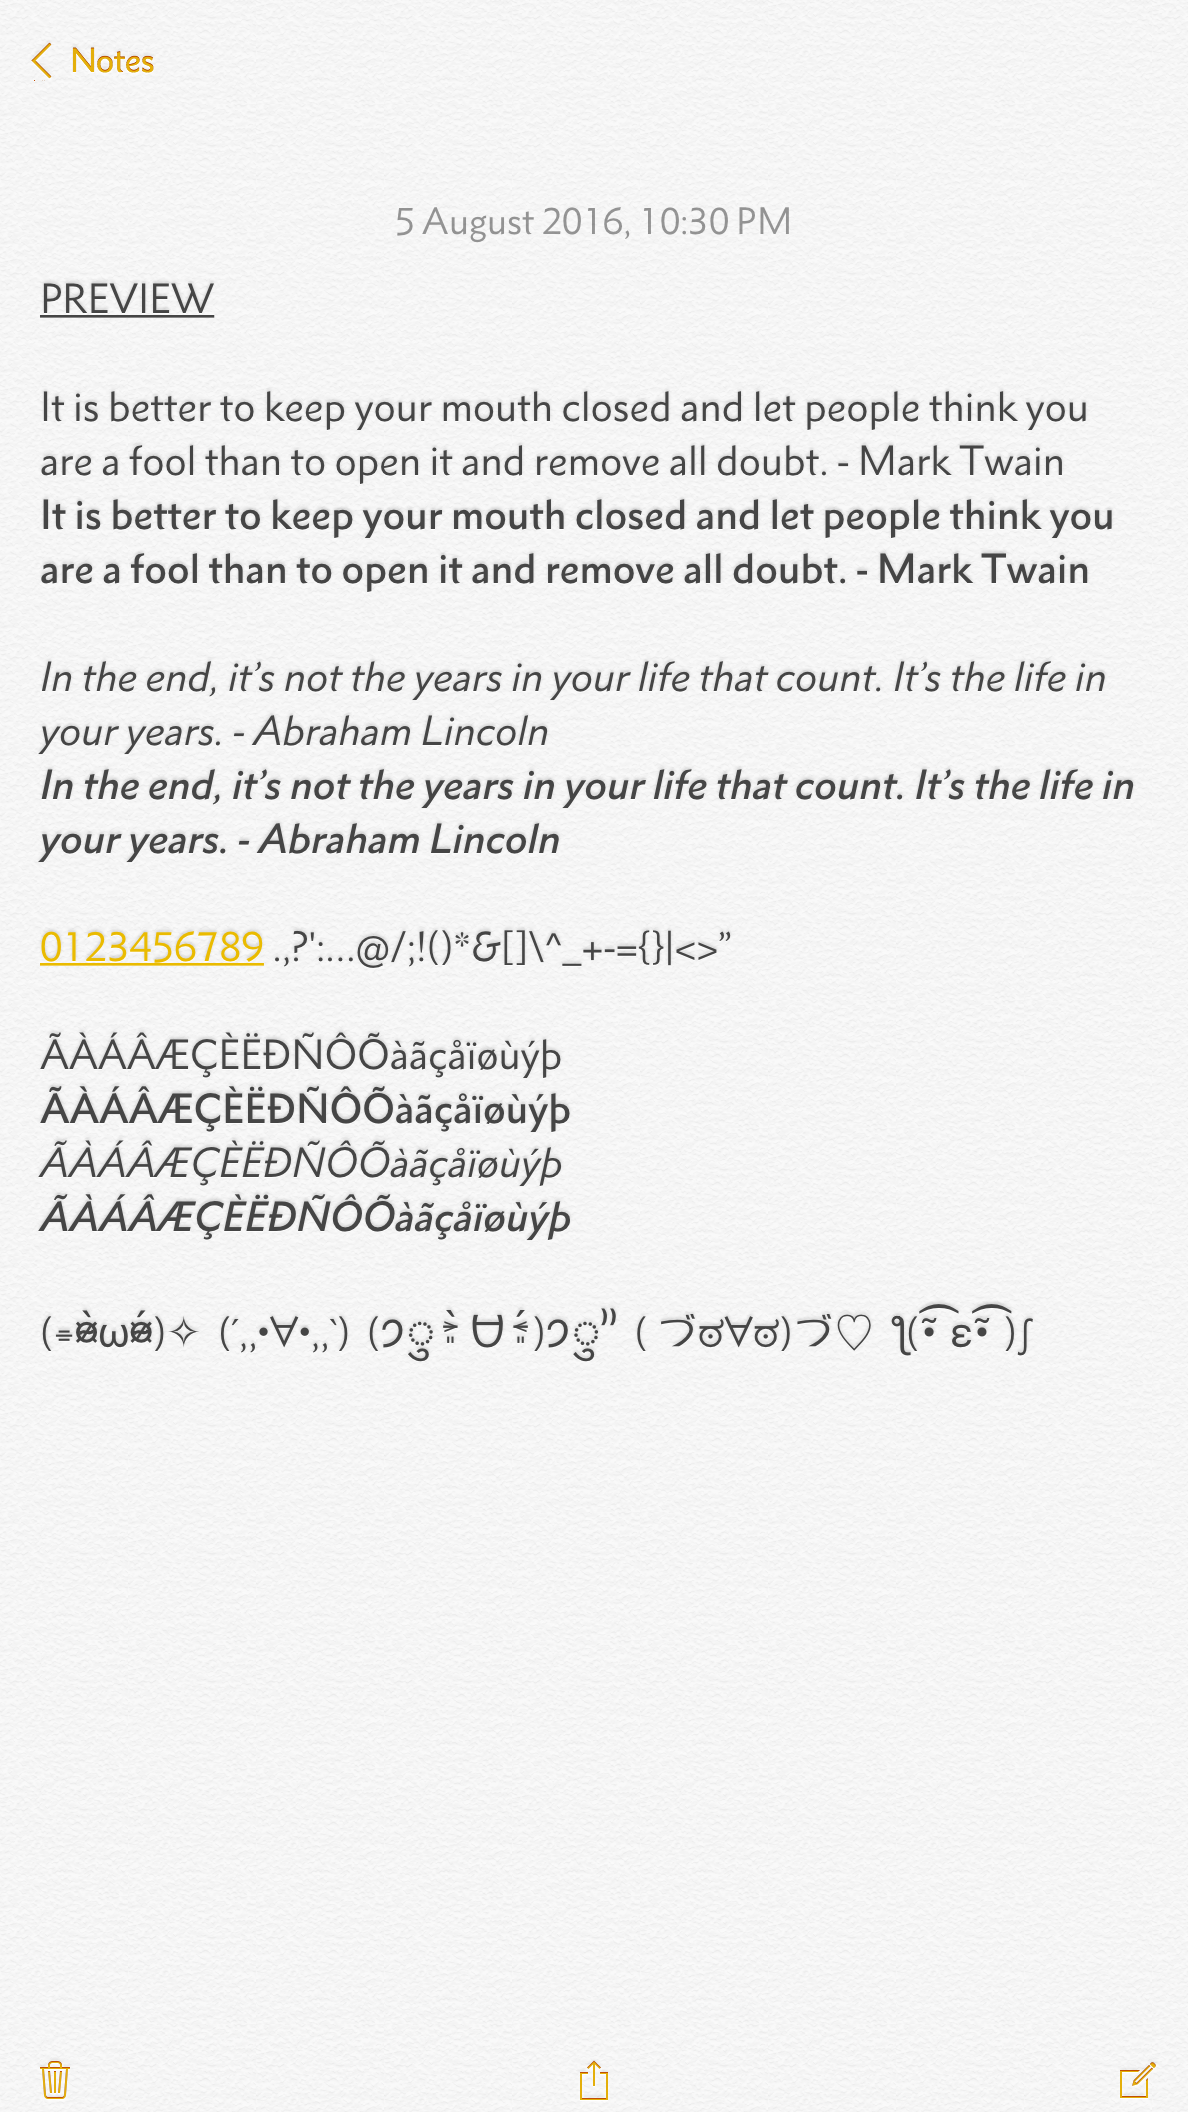 Notes
5 August 2016, 10:30 PM
PREVIEW
It is better to keep your mouth closed and let people think you
are a fool than to open it and remove all doubt. - Mark Twain
It is better to keep your mouth closed and let people think you
are a fool than to open it and remove all doubt. - Mark Twain
In the end, it’s not the years in your life that count. It’s the life in
your years. - Abraham Lincoln
In the end, it’s not the years in your life that count. It’s the life in
your years. - Abraham Lincoln
0123456789 .,?':…@/;!()*&[]\^_+-={}|<>”
ÃÀÁÂÆÇÈËÐÑÔÕàãçåïøùýþ
ÃÀÁÂÆÇÈËÐÑÔÕàãçåïøùýþ
ÃÀÁÂÆÇÈËÐÑÔÕàãçåïøùýþ
ÃÀÁÂÆÇÈËÐÑÔÕàãçåïøùýþ
(´,,•∀•,,`) ( づಠ∀ಠ)づ♡